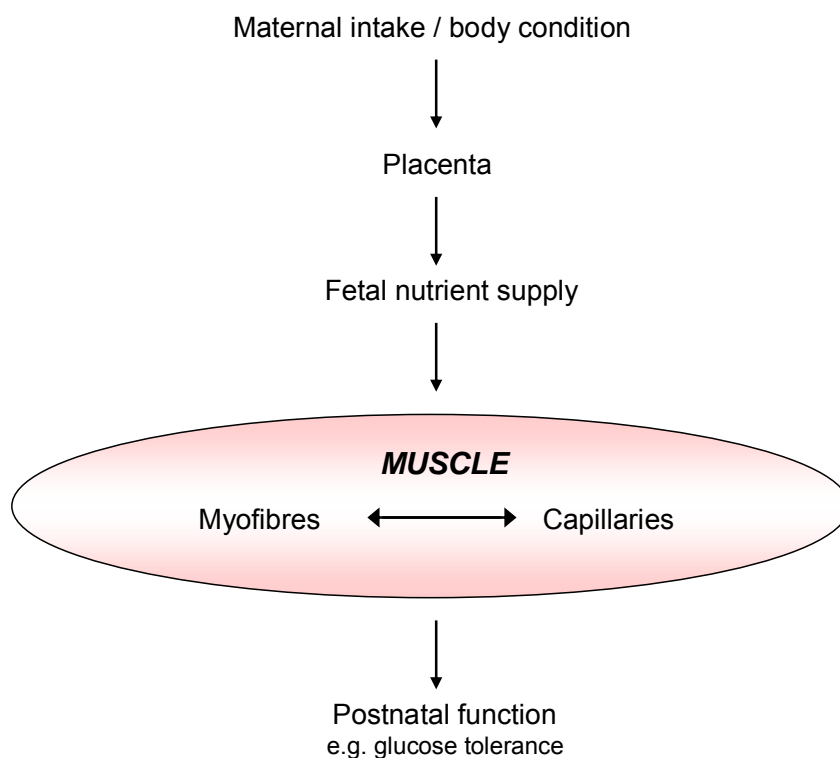 Maternal intake / body condition
Placenta
Fetal nutrient supply
MUSCLE
Myofibres Capillaries
Postnatal function
e.g. glucose tolerance